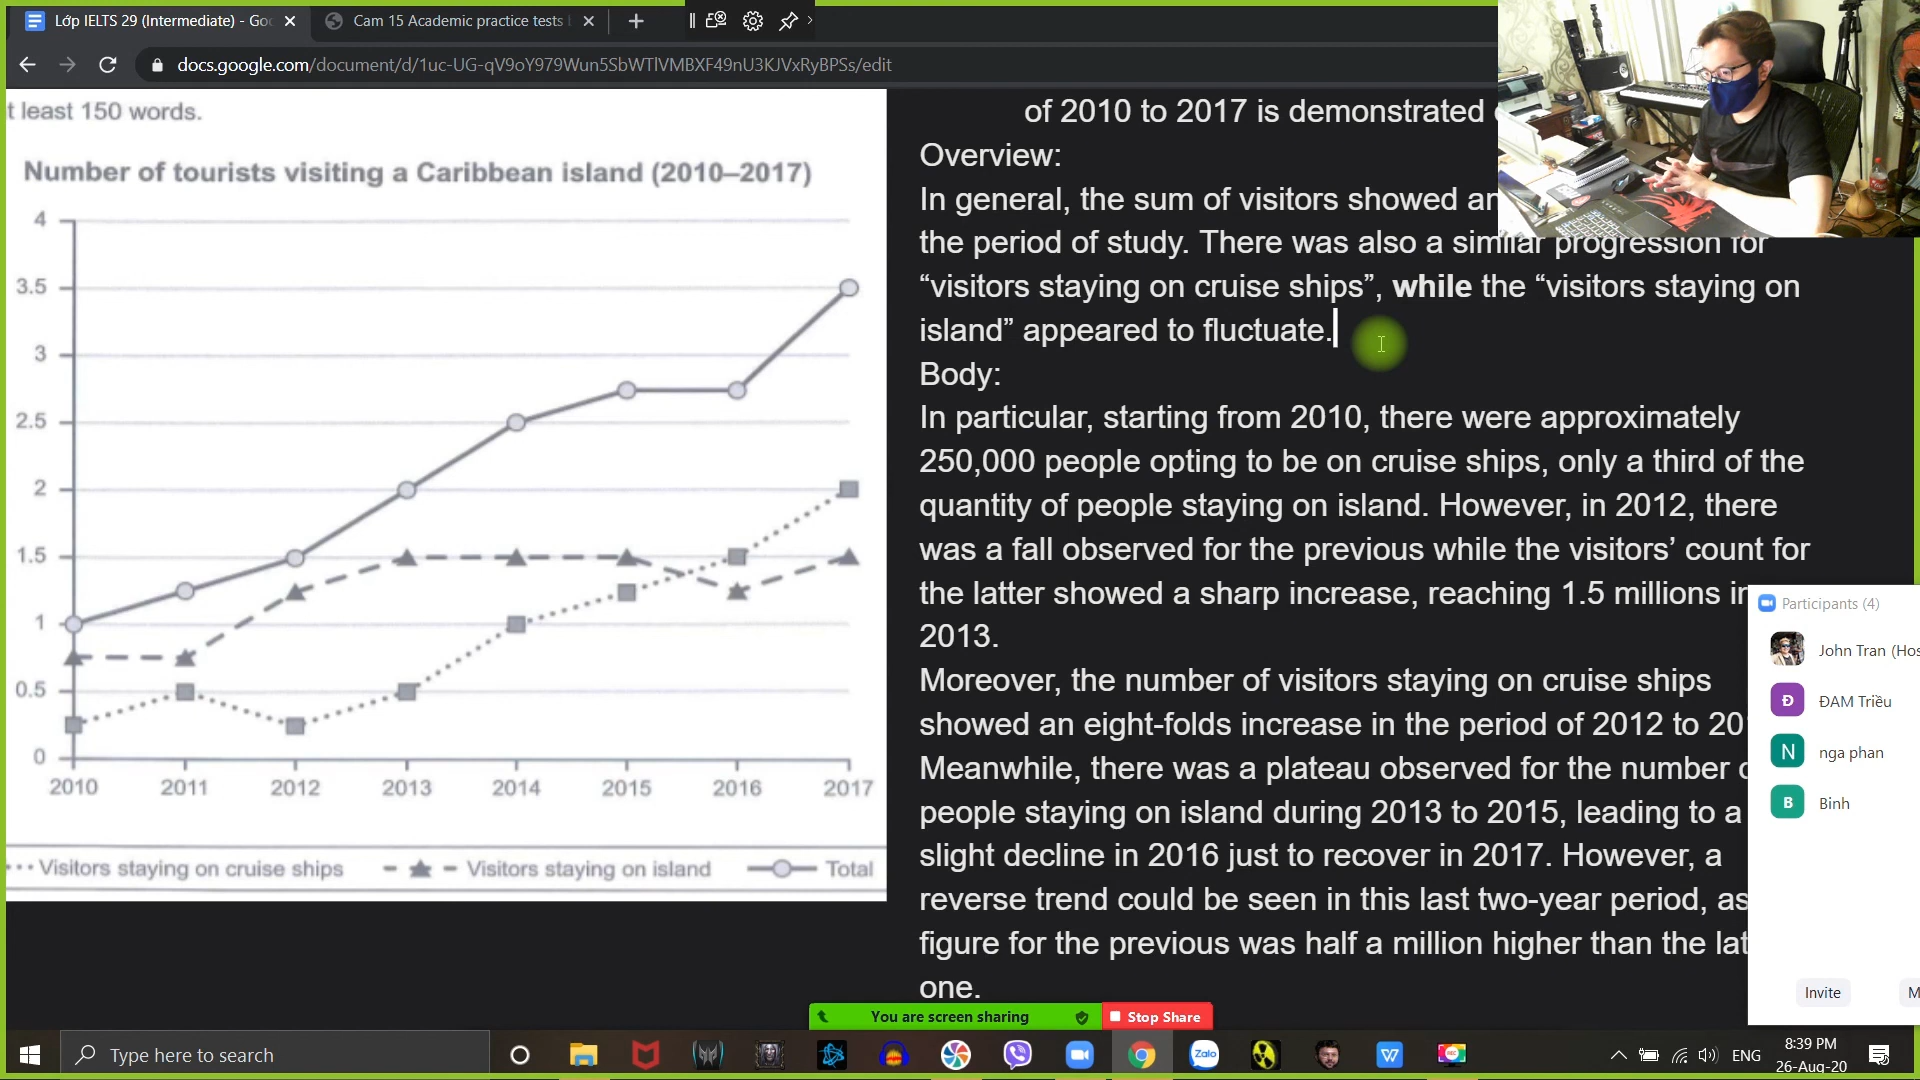 Lớp IELTS 29 (Intermediate) - Goo
Cam 15 Academic practice tests
docs.google.com/document/d/1uc-UG-qV9oY979Wun5SbWTlVMBXF49nU3KJVxRyBPSs/edit
t least 150 words.
Number of tourists visiting a Caribbean island (2010–2017)
4
3.5
3
2.5
2
1.5
1
0.5
0
2010 2011 2012 2013 2014 2015 2016 2017
Visitors staying on cruise ships Visitors staying on island Total
of 2010 to 2017 is demonstrated
Overview:
In general, the sum of visitors showed an
the period of study. There was also a similar progression for
“visitors staying on cruise ships”, while the “visitors staying on
island” appeared to fluctuate.
Body:
In particular, starting from 2010, there were approximately
250,000 people opting to be on cruise ships, only a third of the
quantity of people staying on island. However, in 2012, there
was a fall observed for the previous while the visitors’ count for
the latter showed a sharp increase, reaching 1.5 millions in
2013.
Moreover, the number of visitors staying on cruise ships
showed an eight-folds increase in the period of 2012 to 20
Meanwhile, there was a plateau observed for the number
people staying on island during 2013 to 2015, leading to a
slight decline in 2016 just to recover in 2017. However, a
reverse trend could be seen in this last two-year period, as
figure for the previous was half a million higher than the lat
one.
Participants (4)
John Tran (Hos
Đ ĐAM Triều
N nga phan
B Binh
Invite M
You are screen sharing Stop Share
Type here to search
Zalo
ENG
8:39 PM
26-Aug-20